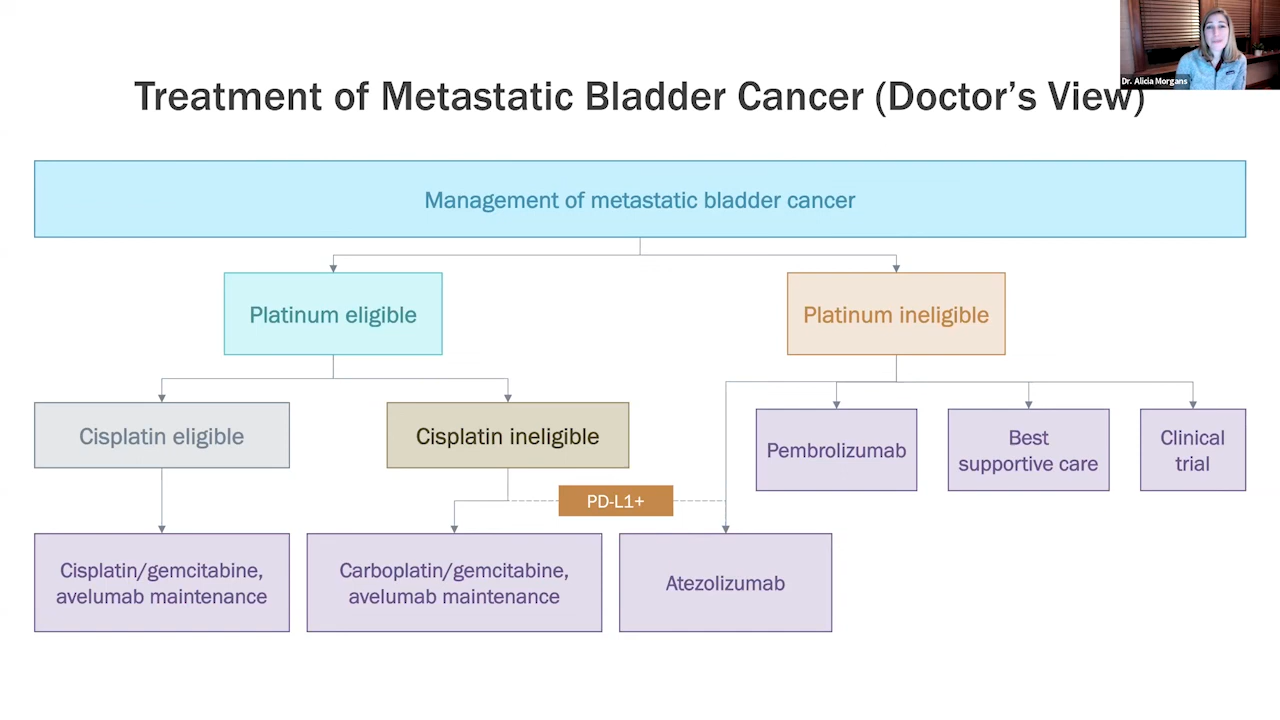 Dr. Alicia Morgans
Treatment of Metastatic Bladder Cancer (Doctor’s View)
Management of metastatic bladder cancer
Platinum eligible
Platinum ineligible
Cisplatin eligible
Cisplatin ineligible
Pembrolizumab
Best
supportive care
Clinical
trial
PD-L1+
Cisplatin/gemcitabine,
avelumab maintenance
Carboplatin/gemcitabine,
avelumab maintenance
Atezolizumab